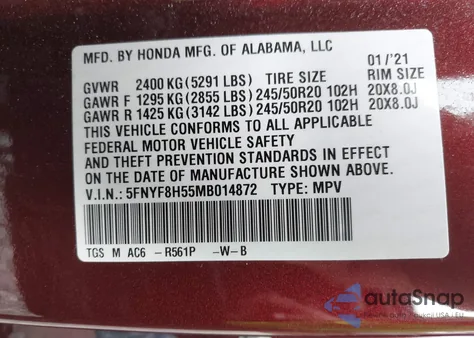 MFD. BY HONDA MFG. OF ALABAMA, LLC 01/'21
GVWR 2400 KG (5291 LBS) TIRE SIZE RIM SIZE
GAWR F 1295 KG (2855 LBS) 245/50R20 102H 20X8.0J
GAWR R 1425 KG (3142 LBS) 245/50R20 102H 20X8.0J
THIS VEHICLE CONFORMS TO ALL APPLICABLE
FEDERAL MOTOR VEHICLE SAFETY
AND THEFT PREVENTION STANDARDS IN EFFECT
ON THE DATE OF MANUFACTURE SHOWN ABOVE.
V.I.N.: 5FNYF8H55MB014872 TYPE: MPV
TGS M AC6 -R561P -W-B
autoSnap